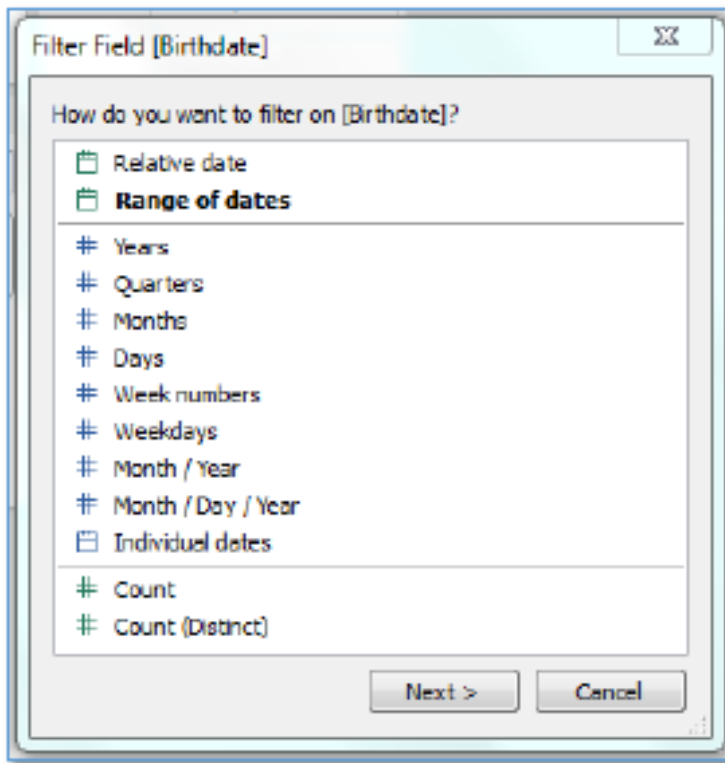 Filter Field [Birthdate]
How do you want to filter on [Birthdate]?
Relative date
Range of dates
Years
Quarters
Months
Days
Week numbers
Weekdays
Month / Year
Month / Day / Year
Individual dates
Count
Count (Distinct)
Next > Cancel